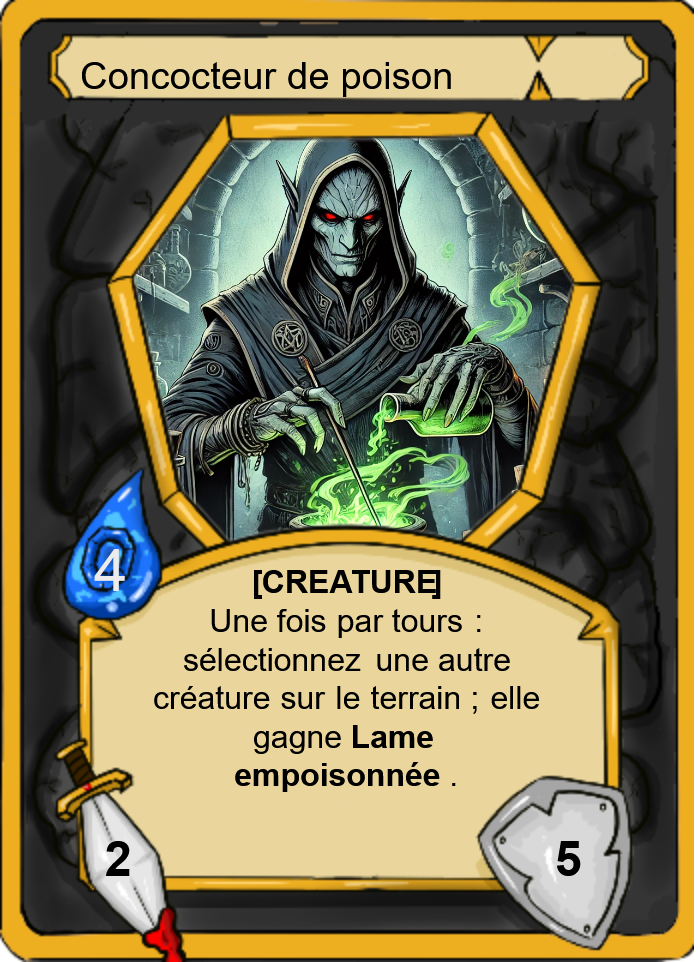 Concocteur de poison
4
[CREATURE]
Une fois par tours :
sélectionnez une autre
créature sur le terrain ; elle
gagne Lame
empoisonnée .
2
5